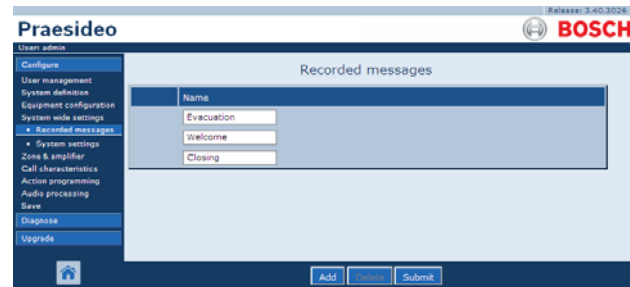 Release: 3.40.3026
Praesideo
BOSCH
User: admin
Configure
User management
System definition
Equipment configuration
System wide settings
Recorded messages
System settings
Zone & amplifier
Call characteristics
Action programming
Audio processing
Save
Diagnose
Upgrade
Recorded messages
Name
Evacuation
Welcome
Closing
Add Delete Submit